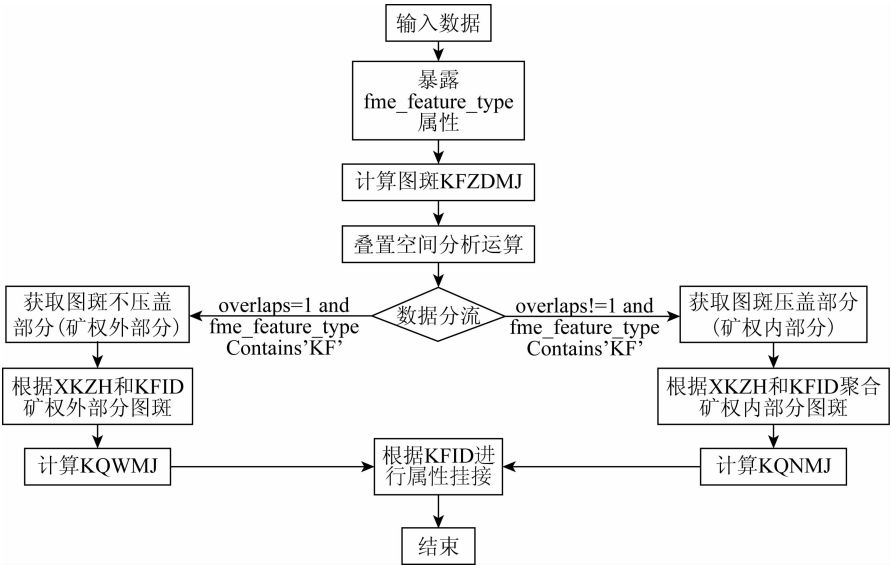 输入数据
暴露
fme_feature_type
属性
计算图斑KFZDMJ
叠置空间分析运算
数据分流
overlaps=1 and
fme_feature_type
Contains'KF'
overlaps!=1 and
fme_feature_type
Contains'KF'
获取图斑不压盖
部分(矿权外部分)
获取图斑压盖部分
(矿权内部分)
根据XKZH和KFID
矿权外部分图斑
根据XKZH和KFID聚合
矿权内部分图斑
计算KQWMJ
根据KFID进
行属性挂接
计算KQNMJ
结束